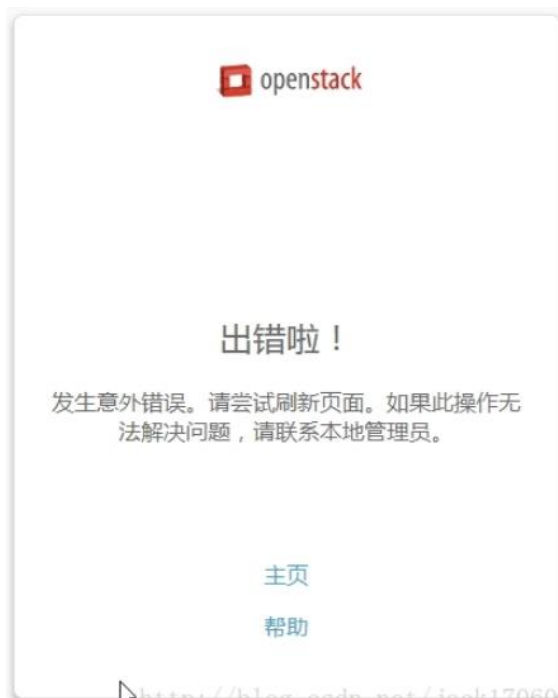 openstack
出错啦！
发生意外错误。请尝试刷新页面。如果此操作无
法解决问题，请联系本地管理员。
主页
帮助